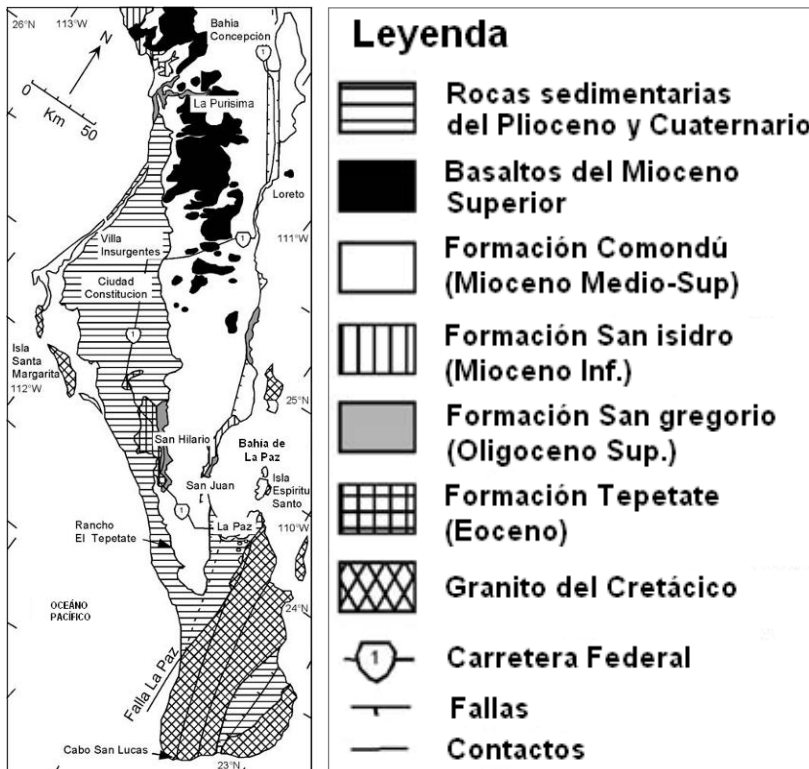 26°N
113°W
Bahía
Concepción
1
N
0
Km
50
La Purisima
Loreto
111°W
Villa
Insurgentes
1
Ciudad
Constitucion
1
Isla
Santa
Margarita
112°W
25°N
San Hilario
Bahía de
La Paz
San Juan
Isla
Espiritu
Santo
1
La Paz
110°W
Rancho
El Tepetate
OCEÁNO
PACÍFICO
24°N
Falla La Paz
Cabo San Lucas
23°N
Leyenda
Rocas sedimentarias
del Plioceno y Cuaternario
Basaltos del Mioceno
Superior
Formación Comondú
(Mioceno Medio-Sup)
Formación San isidro
(Mioceno Inf.)
Formación San gregorio
(Oligoceno Sup.)
Formación Tepetate
(Eoceno)
Granito del Cretácico
1
Carretera Federal
Fallas
Contactos